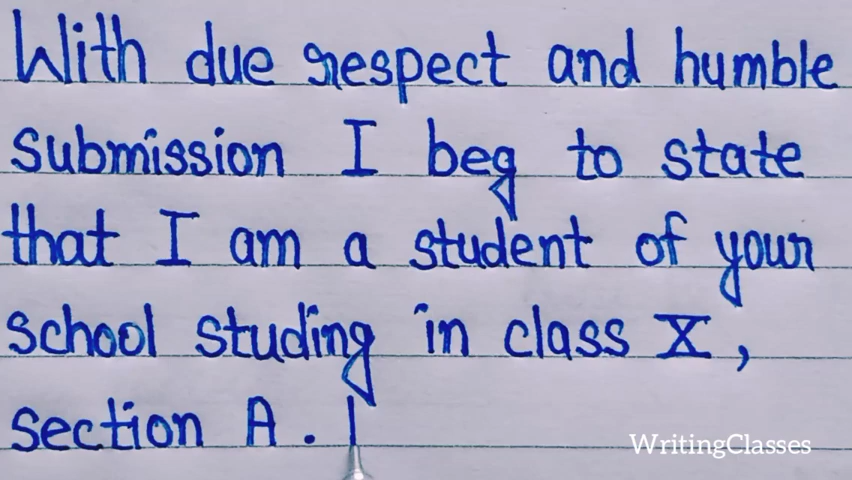 With due respect and humble
submission I beg to state
that I am a student of your
school studing in class X,
section A.
WritingClasses